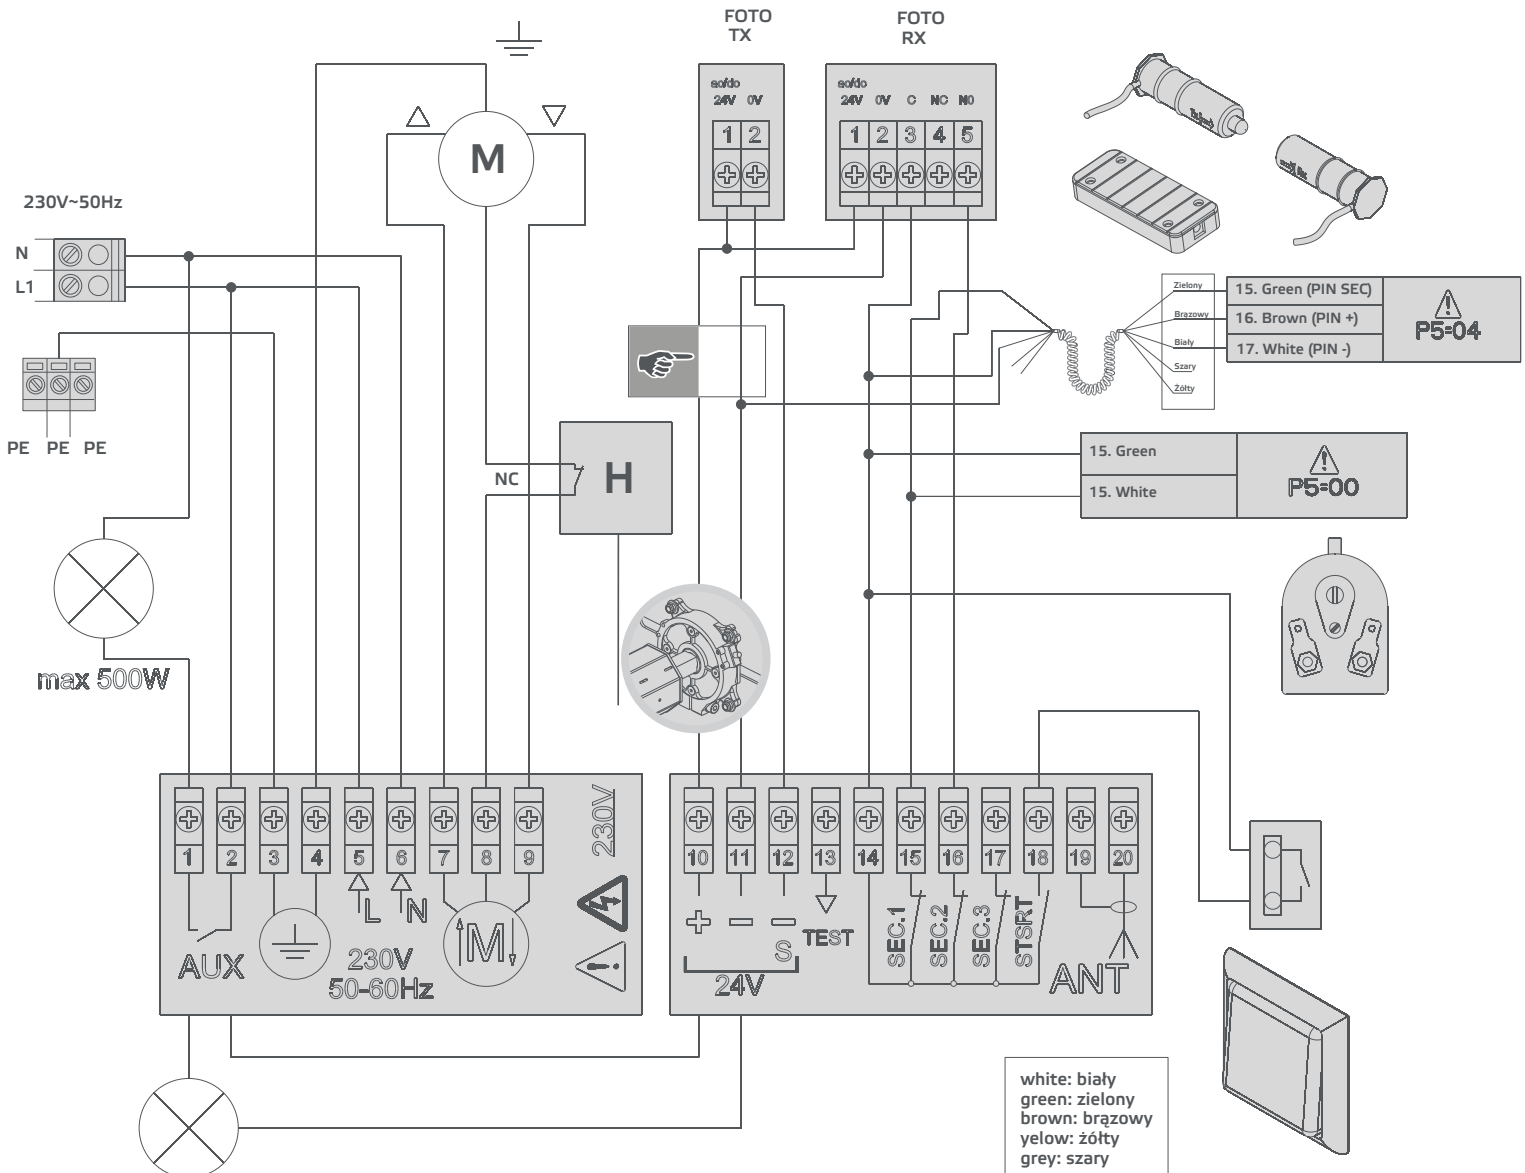 FOTO
TX
FOTO
RX
ac/dc
24V 0V
1 2
ac/dc
24V 0V C NC NO
1 2 3 4 5
M
230V~50Hz
N
L1
PE PE PE
Zielony
Brązowy
Biały
Szary
Żółty
15. Green (PIN SEC)
16. Brown (PIN +)
17. White (PIN -)
P5=04
15. Green
15. White
P5=00
NC
H
max 500W
1 2 3 4 5 6 7 8 9
230V
L N
AUX
230V
50-60Hz
M
10 11 12 13 14 15 16 17 18 19 20
+ - -
S
24V
TEST
SEC.1
SEC.2
SEC.3
STSRT
ANT
white: biały
green: zielony
brown: brązowy
yelow: żółty
grey: szary